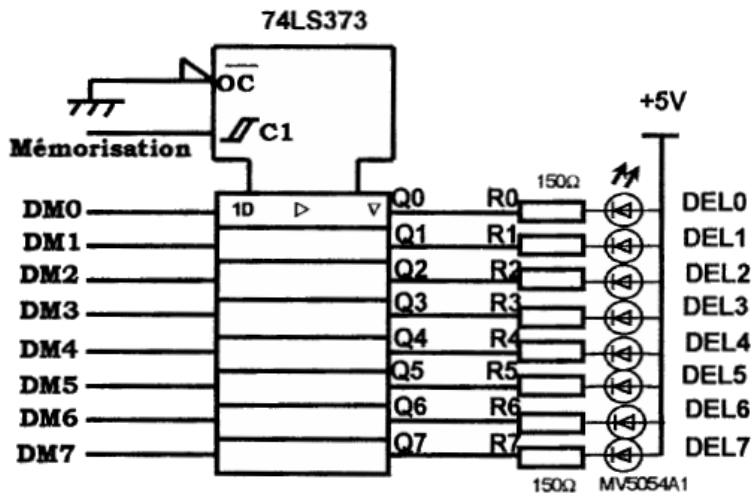 74LS373
OC
C1
Mémorisation
+5V
150Ω
DM0 1D Q0 R0 DEL0
DM1 Q1 R1 DEL1
DM2 Q2 R2 DEL2
DM3 Q3 R3 DEL3
DM4 Q4 R4 DEL4
DM5 Q5 R5 DEL5
DM6 Q6 R6 DEL6
DM7 Q7 R7 DEL7
150Ω MV5054A1